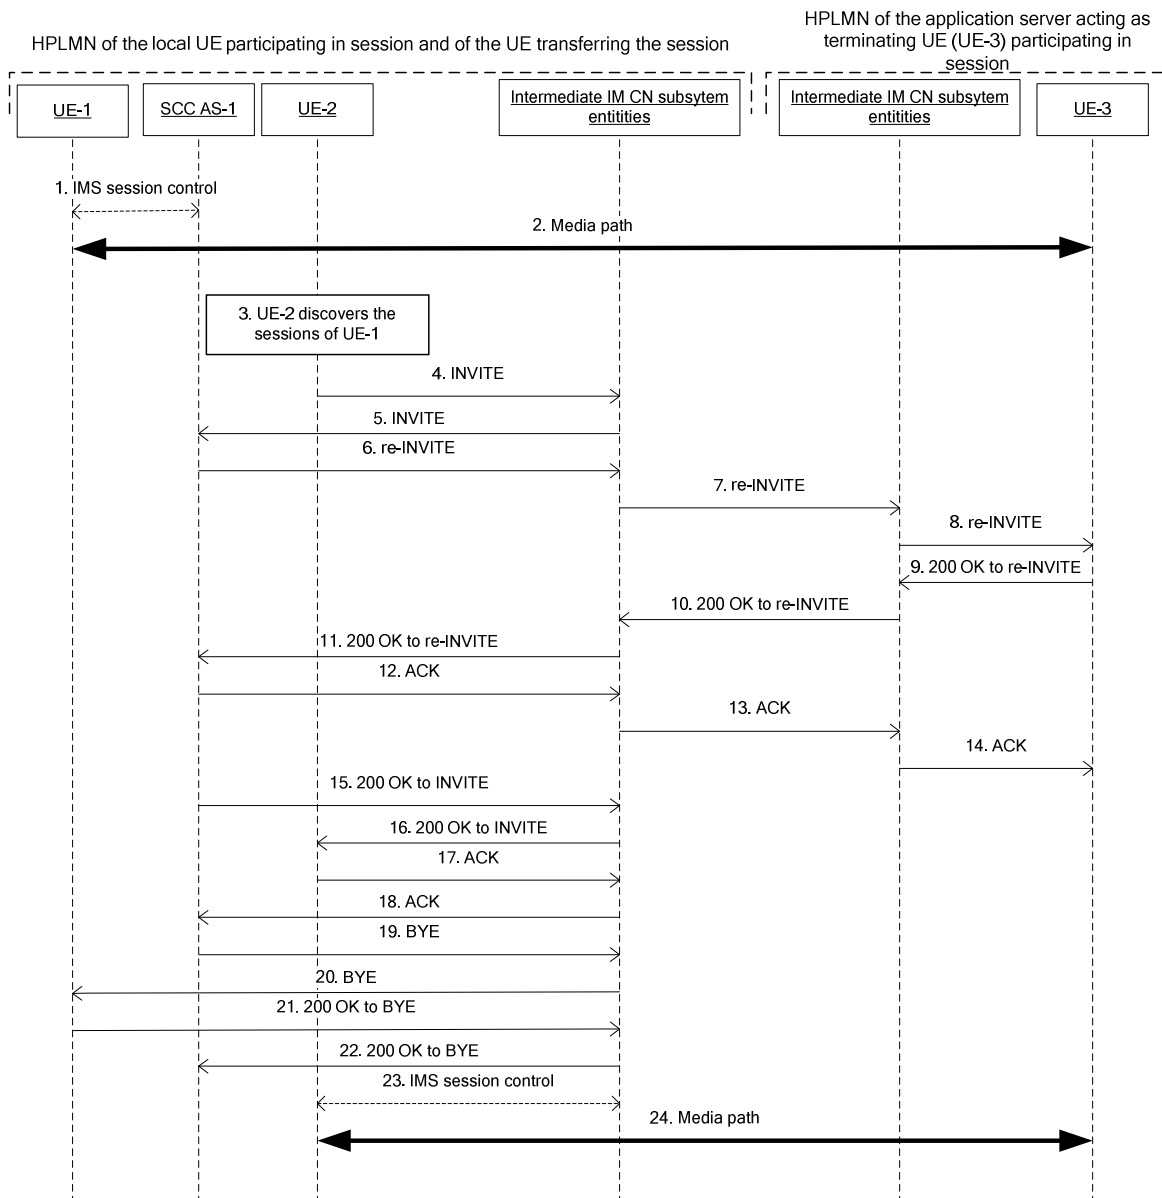 HPLMN of the local UE participating in session and of the UE transferring the session
HPLMN of the application server acting as
terminating UE (UE-3) participating in
session
UE-1
SCC AS-1
UE-2
Intermediate IM CN subsytem
entitities
Intermediate IM CN subsytem
entitities
UE-3
1. IMS session control
2. Media path
3. UE-2 discovers the
sessions of UE-1
4. INVITE
5. INVITE
6. re-INVITE
7. re-INVITE
8. re-INVITE
9. 200 OK to re-INVITE
10. 200 OK to re-INVITE
11. 200 OK to re-INVITE
12. ACK
13. ACK
14. ACK
15. 200 OK to INVITE
16. 200 OK to INVITE
17. ACK
18. ACK
19. BYE
20. BYE
21. 200 OK to BYE
22. 200 OK to BYE
23. IMS session control
24. Media path